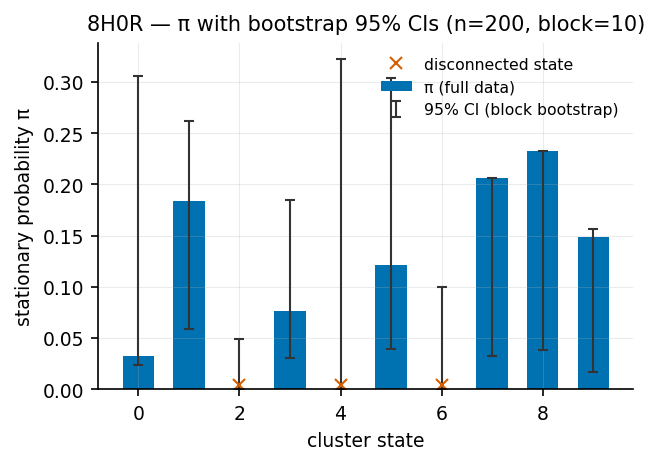 8H0R — π with bootstrap 95% CIs (n=200, block=10)
disconnected state
π (full data)
95% CI (block bootstrap)
stationary probability π
0.30
0.25
0.20
0.15
0.10
0.05
0.00
0 2 4 6 8
cluster state